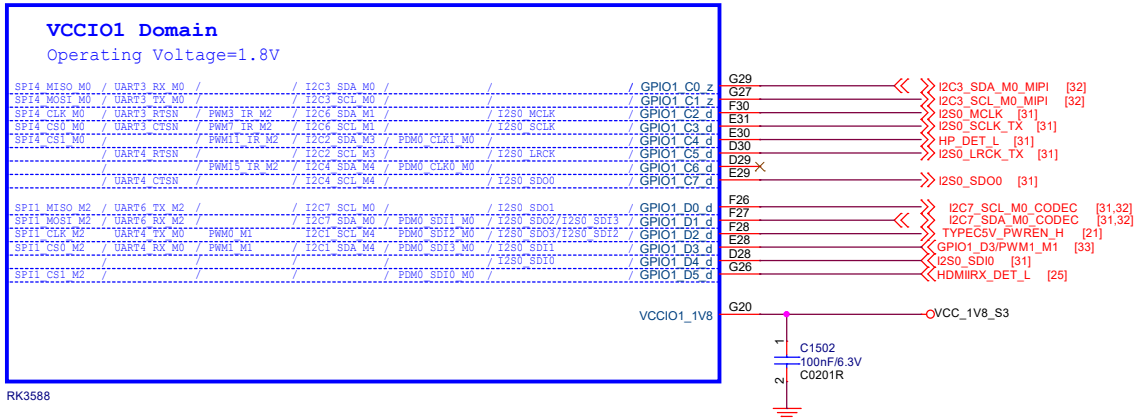 VCCIO1 Domain
Operating Voltage=1.8V
SPI4_MISO_M0 / UART3_RX_M0 / / I2C3_SDA_M0 / / / GPIO1_C0_z G29 I2C3_SDA_M0_MIPI [32]
SPI4_MOSI_M0 / UART3_TX_M0 / / I2C3_SCL_M0 / / / GPIO1_C1_z G27 I2C3_SCL_M0_MIPI [32]
SPI4_CLK_M0 / UART3_RTSN / PWM3_IR_M2 / I2C6_SDA_M1 / / I2S0_MCLK / GPIO1_C2_d F30 I2S0_MCLK [31]
SPI4_CS0_M0 / UART3_CTSN / PWM7_IR_M2 / I2C6_SCL_M1 / / I2S0_SCLK / GPIO1_C3_d E31 I2S0_SCLK_TX [31]
SPI4_CS1_M0 / / PWM11_IR_M2 / I2C2_SDA_M3 / PDM0_CLK1_M0 / / GPIO1_C4_d E30 HP_DET_L [31]
/ UART4_RTSN / / I2C2_SCL_M3 / / I2S0_LRCK / GPIO1_C5_d D30 I2S0_LRCK_TX [31]
/ / PWM15_IR_M2 / I2C4_SDA_M4 / PDM0_CLK0_M0 / / GPIO1_C6_d D29
/ UART4_CTSN / / I2C4_SCL_M4 / / I2S0_SDO0 / GPIO1_C7_d E29 I2S0_SDO0 [31]
SPI1_MISO_M2 / UART6_TX_M2 / / I2C7_SCL_M0 / / I2S0_SDO1 / GPIO1_D0_d F26 I2C7_SCL_M0_CODEC [31,32]
SPI1_MOSI_M2 / UART6_RX_M2 / / I2C7_SDA_M0 / PDM0_SDI1_M0 / I2S0_SDO2/I2S0_SDI3 / GPIO1_D1_d F27 I2C7_SDA_M0_CODEC [31,32]
SPI1_CLK_M2 / UART4_TX_M0 / PWM0_M1 / I2C1_SCL_M4 / PDM0_SDI2_M0 / I2S0_SDO3/I2S0_SDI2 / GPIO1_D2_d F28 TYPEC5V_PWREN_H [21]
SPI1_CS0_M2 / UART4_RX_M0 / PWM1_M1 / I2C1_SDA_M4 / PDM0_SDI3_M0 / I2S0_SDI1 / GPIO1_D3_d E28 GPIO1_D3/PWM1_M1 [33]
/ / / / / I2S0_SDI0 / GPIO1_D4_d D28 I2S0_SDI0 [31]
SPI1_CS1_M2 / / / / PDM0_SDI0_M0 / / GPIO1_D5_d G26 HDMIIRX_DET_L [25]
VCCIO1_1V8 G20 VCC_1V8_S3
1
C1502
100nF/6.3V
C0201R
2
RK3588